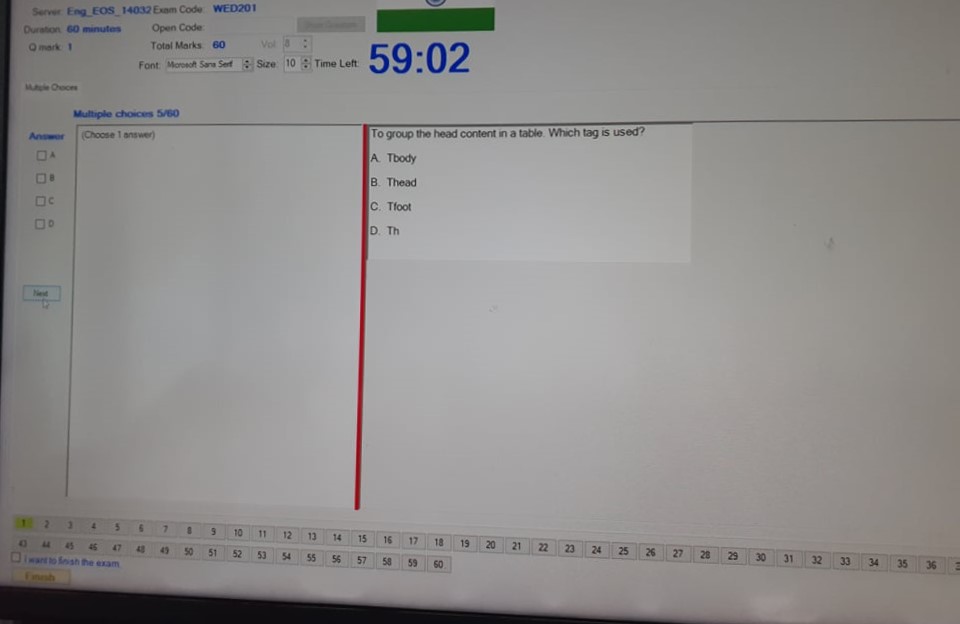 Server: Eng_EOS_14032 Exam Code: WED201
Duration: 60 minutes Open Code:
Q mark: 1 Total Marks: 60 Vol: 8
Font: Microsoft Sans Serif Size: 10 Time Left: 59:02
Multiple Choices
Multiple choices 5/60
Answer (Choose 1 answer)
A
B
C
D
Next
To group the head content in a table. Which tag is used?
A. Tbody
B. Thead
C. Tfoot
D. Th
1 2 3 4 5 6 7 8 9 10 11 12 13 14 15 16 17 18 19 20 21 22 23 24 25 26 27 28 29 30 31 32 33 34 35 36
43 44 45 46 47 48 49 50 51 52 53 54 55 56 57 58 59 60
I want to finish the exam.
Finish